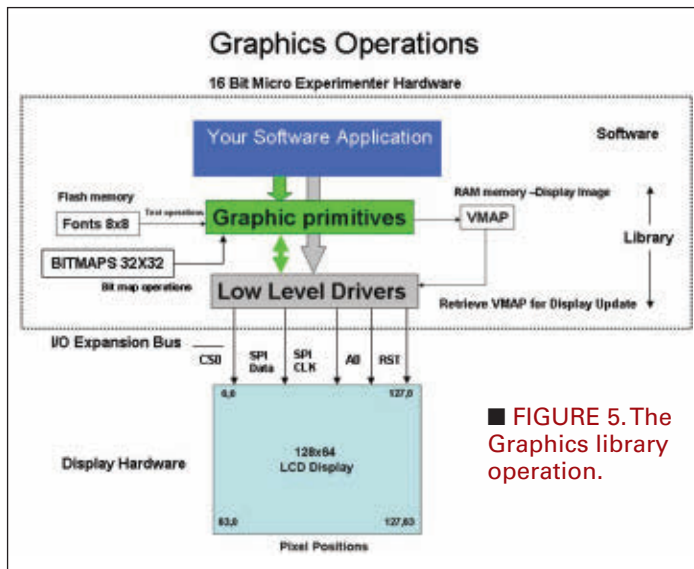 Graphics Operations
16 Bit Micro Experimenter Hardware
Your Software Application
Software
Flash memory
Fonts 8x8
Text operations
Graphic primitives
RAM memory –Display Image
VMAP
Library
BITMAPS 32X32
Bit map operations
Low Level Drivers
Retrieve VMAP for Display Update
I/O Expansion Bus
CS0
SPI
Data
SPI
CLK
A0
RST
0,0
127,0
Display Hardware
128x64
LCD Display
63,0
127,63
Pixel Positions
■ FIGURE 5. The
Graphics library
operation.